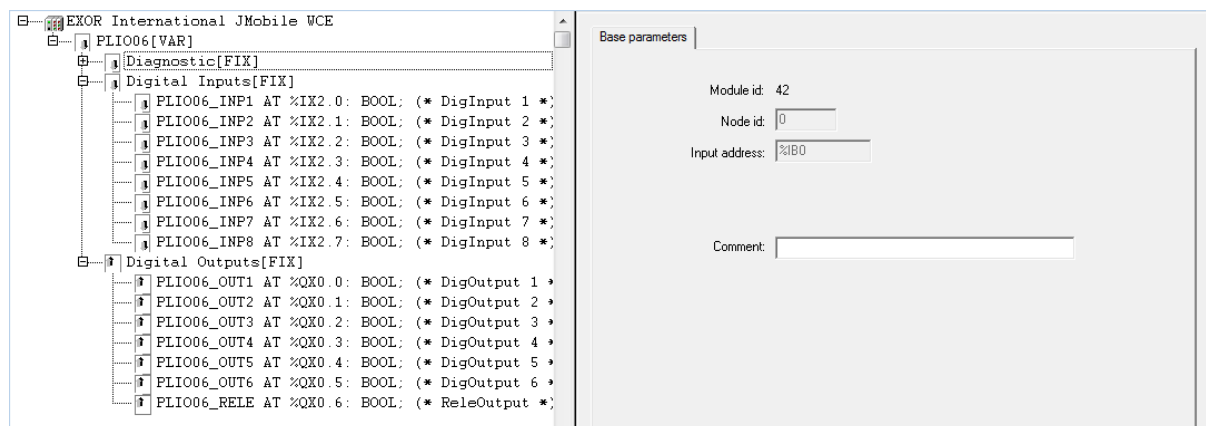 EXOR International JMobile WCE
PLIO06[VAR]
Diagnostic[FIX]
Digital Inputs[FIX]
PLIO06_INP1 AT %IX2.0: BOOL; (* DigInput 1 *)
PLIO06_INP2 AT %IX2.1: BOOL; (* DigInput 2 *)
PLIO06_INP3 AT %IX2.2: BOOL; (* DigInput 3 *)
PLIO06_INP4 AT %IX2.3: BOOL; (* DigInput 4 *)
PLIO06_INP5 AT %IX2.4: BOOL; (* DigInput 5 *)
PLIO06_INP6 AT %IX2.5: BOOL; (* DigInput 6 *)
PLIO06_INP7 AT %IX2.6: BOOL; (* DigInput 7 *)
PLIO06_INP8 AT %IX2.7: BOOL; (* DigInput 8 *)
Digital Outputs[FIX]
PLIO06_OUT1 AT %QX0.0: BOOL; (* DigOutput 1 *
PLIO06_OUT2 AT %QX0.1: BOOL; (* DigOutput 2 *
PLIO06_OUT3 AT %QX0.2: BOOL; (* DigOutput 3 *
PLIO06_OUT4 AT %QX0.3: BOOL; (* DigOutput 4 *
PLIO06_OUT5 AT %QX0.4: BOOL; (* DigOutput 5 *
PLIO06_OUT6 AT %QX0.5: BOOL; (* DigOutput 6 *
PLIO06_RELE AT %QX0.6: BOOL; (* ReleOutput *)
Base parameters
Module id: 42
Node id: 0
Input address: %IB0
Comment: